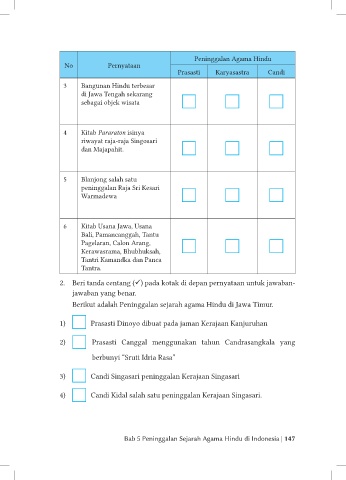 No
Pernyataan
Peninggalan Agama Hindu
Prasasti
Karyasastra
Candi
3
Bangunan Hindu terbesar
di Jawa Tengah sekarang
sebagai objek wisata
4
Kitab Pararaton isinya
riwayat raja-raja Singosari
dan Majapahit.
5
Blanjong salah satu
peninggalan Raja Sri Kesari
Warmadewa
6
Kitab Usana Jawa, Usana
Bali, Pamancanggah, Tantu
Pagelaran, Calon Arang,
Kerawasrama, Bhubhuksah,
Tantri Kamandka dan Panca
Tantra.
2. Beri tanda centang (✓) pada kotak di depan pernyataan untuk jawaban-
jawaban yang benar.
Berikut adalah Peninggalan sejarah agama Hindu di Jawa Timur.
1) Prasasti Dinoyo dibuat pada jaman Kerajaan Kanjuruhan
2) Prasasti Canggal menggunakan tahun Candrasangkala yang
berbunyi "Sruti Idria Rasa"
3) Candi Singasari peninggalan Kerajaan Singasari
4) Candi Kidal salah satu peninggalan Kerajaan Singasari.
Bab 5 Peninggalan Sejarah Agama Hindu di Indonesia | 147